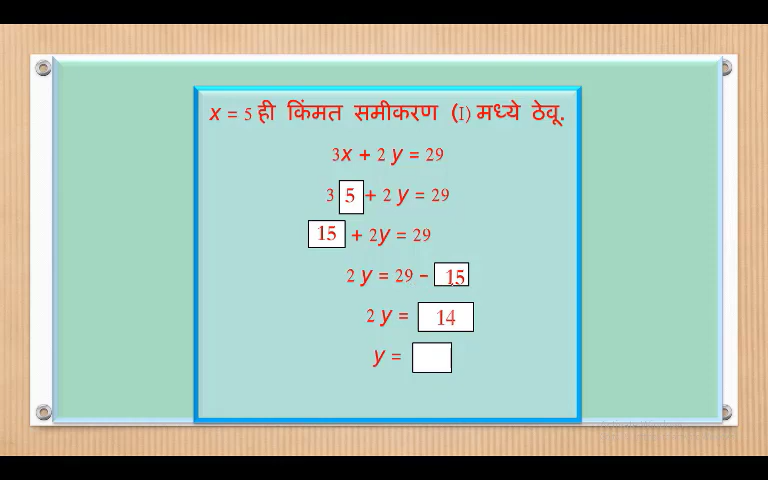 x = 5 ही किंमत समीकरण (I) मध्ये ठेवू.
3x + 2 y = 29
3 5 + 2 y = 29
15 + 2y = 29
2 y = 29 − 15
2 y = 14
y =